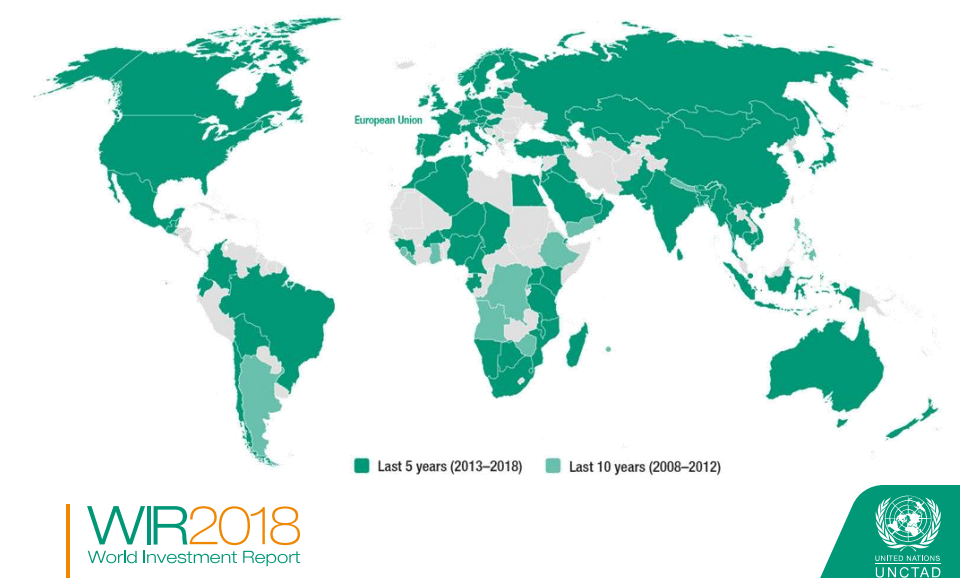 European Union
Last 5 years (2013–2018)
Last 10 years (2008–2012)
WIR2018
World Investment Report
UNITED NATIONS
UNCTAD